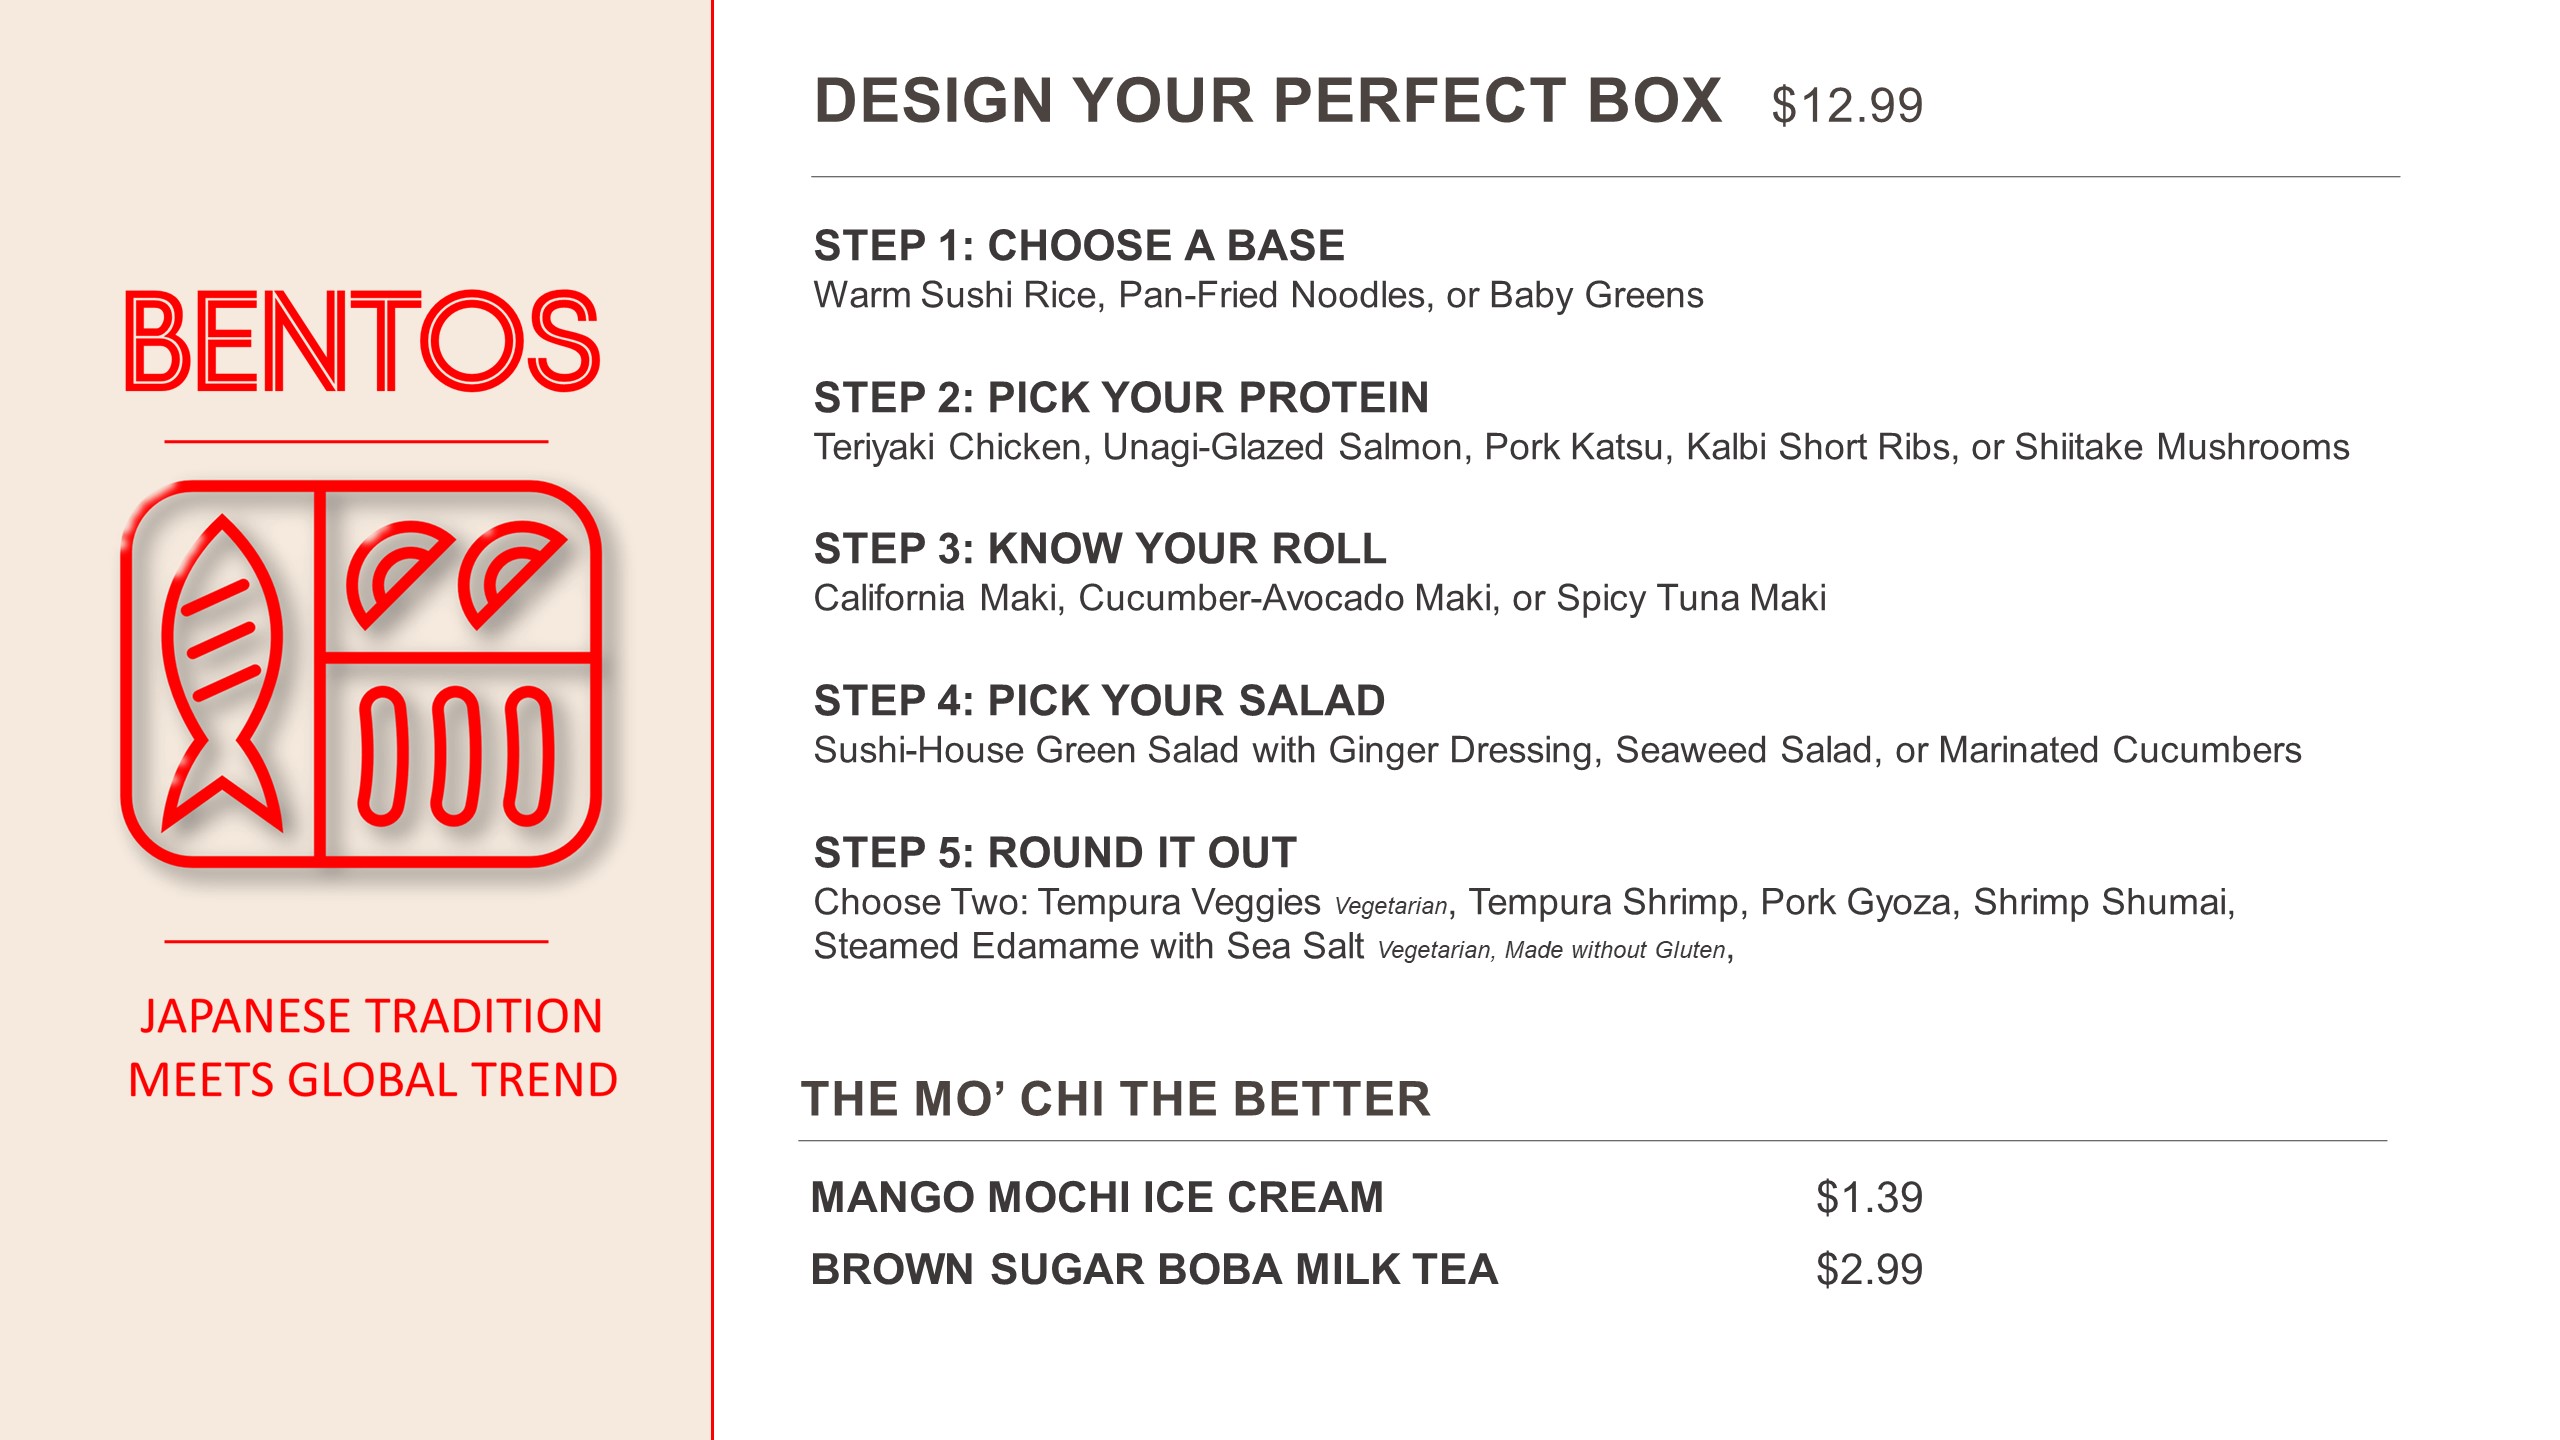 BENTOS
JAPANESE TRADITION
MEETS GLOBAL TREND
DESIGN YOUR PERFECT BOX $12.99
STEP 1: CHOOSE A BASE
Warm Sushi Rice, Pan-Fried Noodles, or Baby Greens
STEP 2: PICK YOUR PROTEIN
Teriyaki Chicken, Unagi-Glazed Salmon, Pork Katsu, Kalbi Short Ribs, or Shiitake Mushrooms
STEP 3: KNOW YOUR ROLL
California Maki, Cucumber-Avocado Maki, or Spicy Tuna Maki
STEP 4: PICK YOUR SALAD
Sushi-House Green Salad with Ginger Dressing, Seaweed Salad, or Marinated Cucumbers
STEP 5: ROUND IT OUT
Choose Two: Tempura Veggies Vegetarian, Tempura Shrimp, Pork Gyoza, Shrimp Shumai,
Steamed Edamame with Sea Salt Vegetarian, Made without Gluten,
THE MO’ CHI THE BETTER
MANGO MOCHI ICE CREAM $1.39
BROWN SUGAR BOBA MILK TEA $2.99